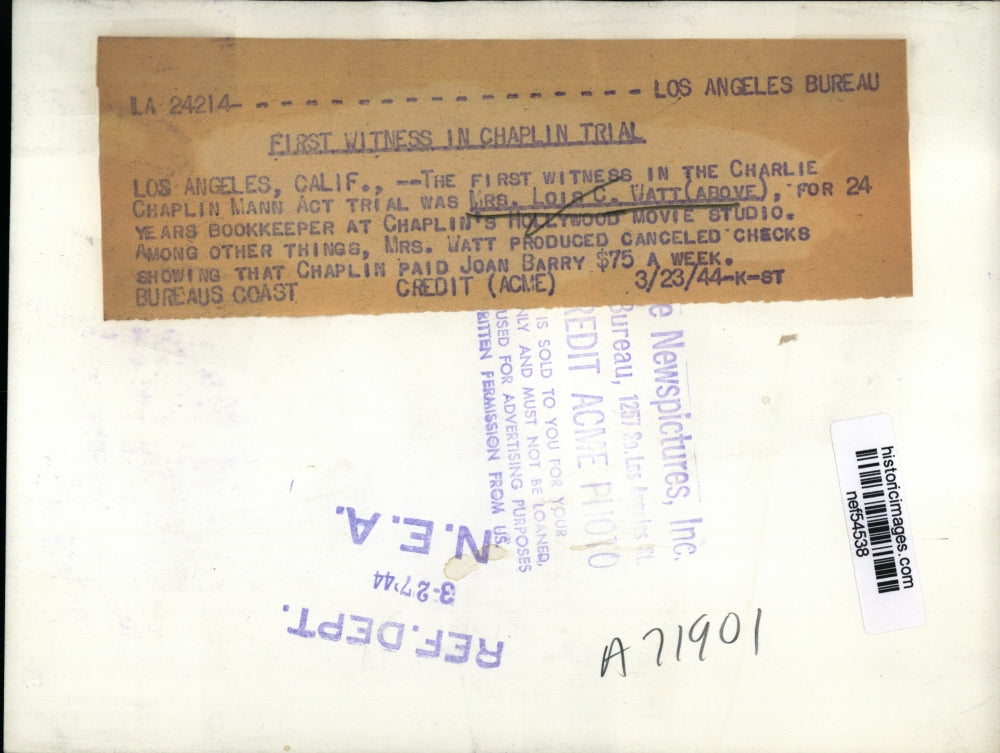 LA 24214- - - - - - - - - - - - - - - - - - - - LOS ANGELES BUREAU
FIRST WITNESS IN CHAPLIN TRIAL
LOS ANGELES, CALIF., --THE FIRST WITNESS IN THE CHARLIE
CHAPLIN MANN ACT TRIAL WAS MRS. LOIS C. WATT(ABOVE), FOR 24
YEARS BOOKKEEPER AT CHAPLIN'S HOLLYWOOD MOVIE STUDIO.
AMONG OTHER THINGS, MRS. WATT PRODUCED CANCELED CHECKS
SHOWING THAT CHAPLIN PAID JOAN BARRY $75 A WEEK.
BUREAUS COAST CREDIT (ACME) 3/23/44-K-ST
e Newspictures, Inc.
Bureau, 1257 So. Los Angeles St.
REDIT ACME PHOTO
IS SOLD TO YOU FOR YOUR
NLY AND MUST NOT BE LOANED,
USED FOR ADVERTISING PURPOSES
RITTEN PERMISSION FROM US.
N.E.A.
3-27'44
REF.DEPT.
A71901
historicimages.com
nef54538